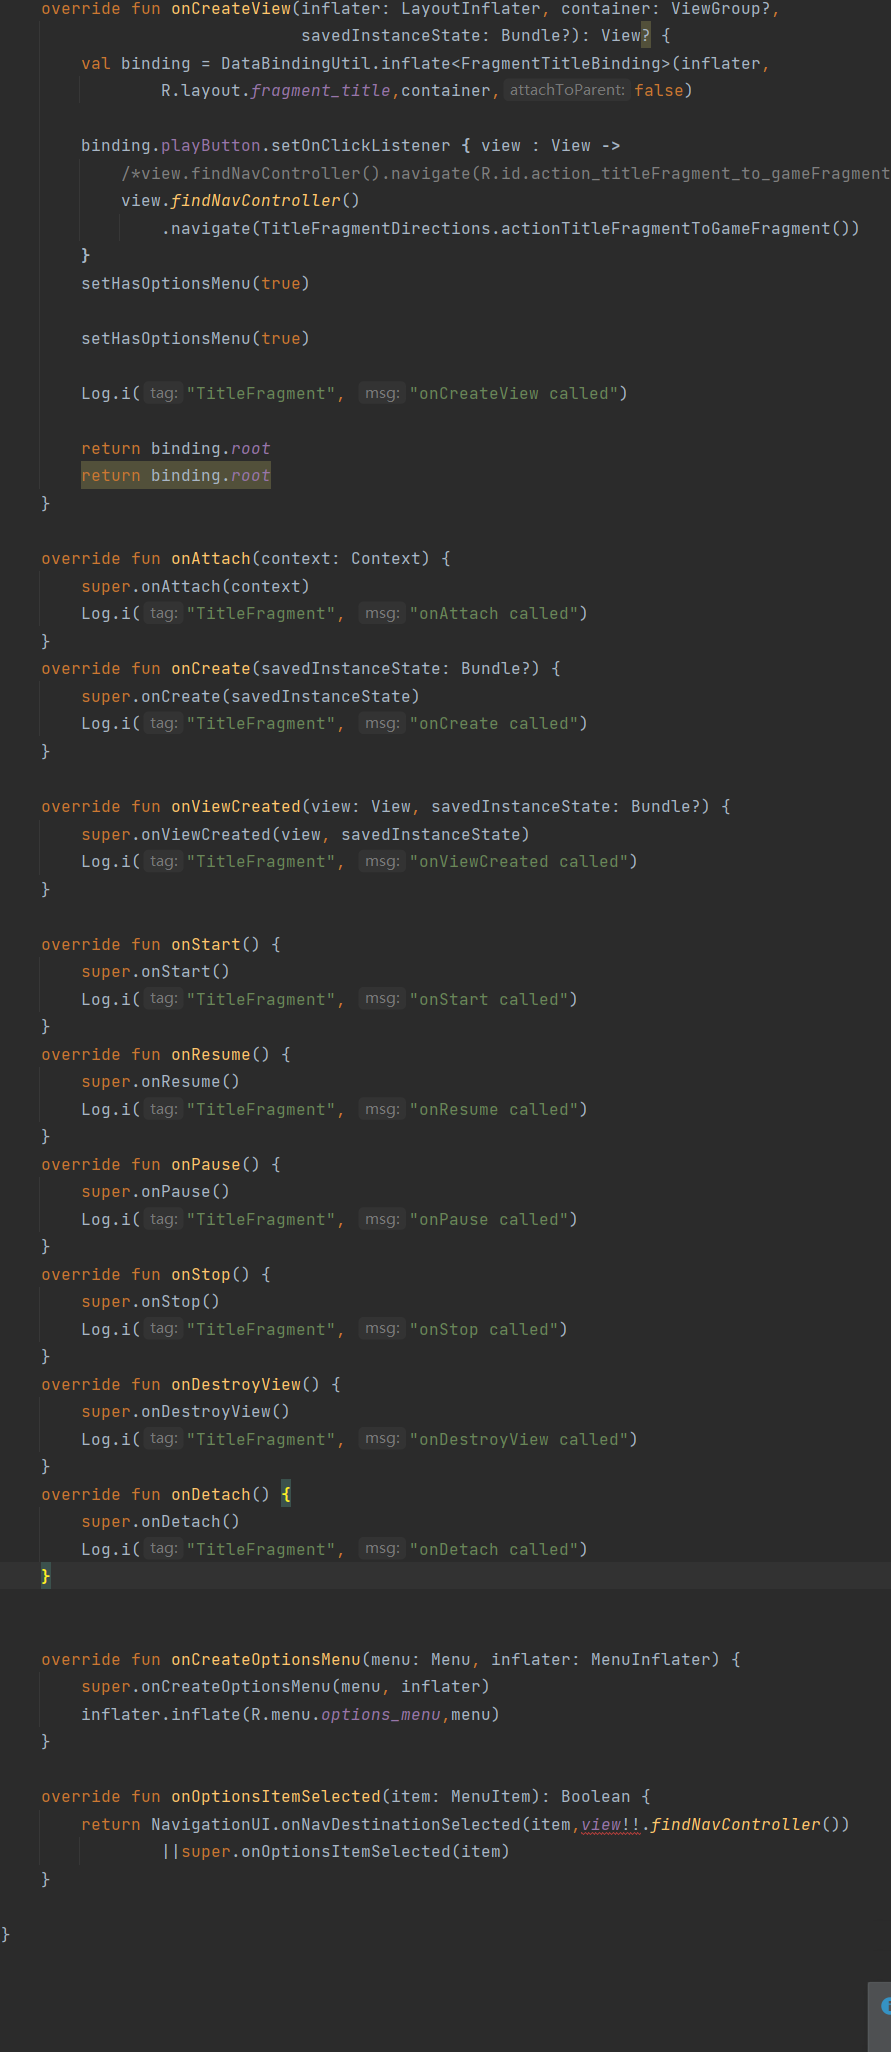 override fun onCreateView(inflater: LayoutInflater, container: ViewGroup?,
savedInstanceState: Bundle?): View? {
val binding = DataBindingUtil.inflate<FragmentTitleBinding>(inflater,
R.layout.fragment_title,container, attachToParent: false)
binding.playButton.setOnClickListener { view : View ->
/*view.findNavController().navigate(R.id.action_titleFragment_to_gameFragment
view.findNavController()
.navigate(TitleFragmentDirections.actionTitleFragmentToGameFragment())
}
setHasOptionsMenu(true)
setHasOptionsMenu(true)
Log.i( tag: "TitleFragment", msg: "onCreateView called")
return binding.root
return binding.root
}
override fun onAttach(context: Context) {
super.onAttach(context)
Log.i( tag: "TitleFragment", msg: "onAttach called")
}
override fun onCreate(savedInstanceState: Bundle?) {
super.onCreate(savedInstanceState)
Log.i( tag: "TitleFragment", msg: "onCreate called")
}
override fun onViewCreated(view: View, savedInstanceState: Bundle?) {
super.onViewCreated(view, savedInstanceState)
Log.i( tag: "TitleFragment", msg: "onViewCreated called")
}
override fun onStart() {
super.onStart()
Log.i( tag: "TitleFragment", msg: "onStart called")
}
override fun onResume() {
super.onResume()
Log.i( tag: "TitleFragment", msg: "onResume called")
}
override fun onPause() {
super.onPause()
Log.i( tag: "TitleFragment", msg: "onPause called")
}
override fun onStop() {
super.onStop()
Log.i( tag: "TitleFragment", msg: "onStop called")
}
override fun onDestroyView() {
super.onDestroyView()
Log.i( tag: "TitleFragment", msg: "onDestroyView called")
}
override fun onDetach() {
super.onDetach()
Log.i( tag: "TitleFragment", msg: "onDetach called")
}
override fun onCreateOptionsMenu(menu: Menu, inflater: MenuInflater) {
super.onCreateOptionsMenu(menu, inflater)
inflater.inflate(R.menu.options_menu,menu)
}
override fun onOptionsItemSelected(item: MenuItem): Boolean {
return NavigationUI.onNavDestinationSelected(item,view!!.findNavController())
||super.onOptionsItemSelected(item)
}
}